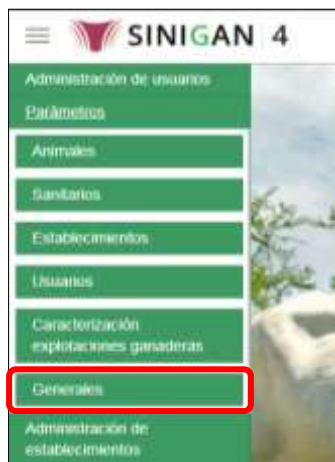 SINIGAN 4
Administración de usuarios
Parámetros
Animales
Sanitarios
Establecimientos
Usuarios
Caracterización
explotaciones ganaderas
Generales
Administración de
establecimientos